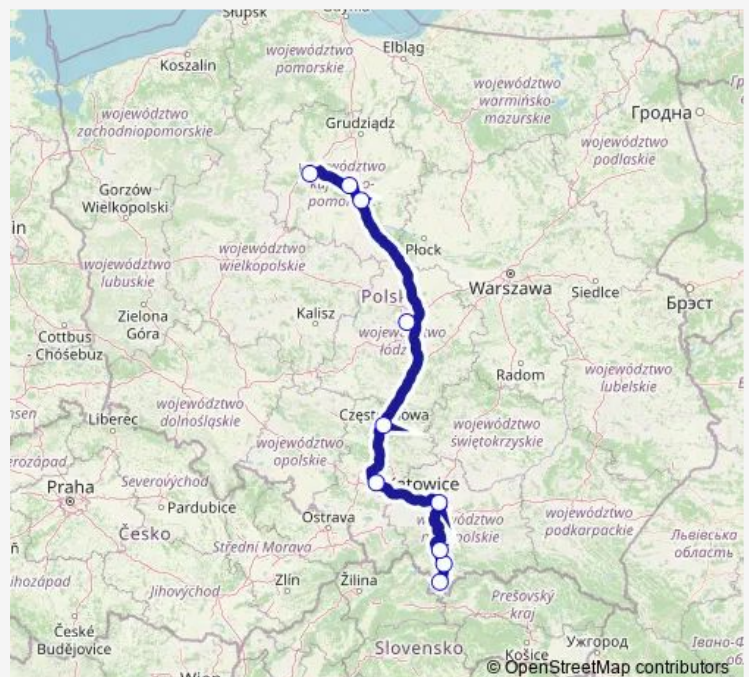 Słupsk
Elbląg
Koszalin
województwo
pomorskie
województwo
warmińsko-
mazurskie
województwo
zachodniopomorskie
Grudziądz
Гродна
województwo
podlaskie
Gorzów
Wielkopolski
województwo
Płock
województwo
wielkopolskie
województwo
lubuskie
Warszawa
Siedlce
Брэст
Zielona
Góra
Kalisz
Cottbus
- Chóśebuz
Radom
województwo
lubelskie
Liberec
województwo
dolnośląskie
województwo
świętokrzyskie
województwo
opolskie
Praha
Severovýchod
Pardubice
Ostrava
województwo
podkarpackie
Львівська
область
Česko
Střední Morava
Jihovýchod
Zlín
Žilina
Prešovský
kraj
České
Budějovice
Slovensko
Košice
Ужгород
© OpenStreetMap contributors